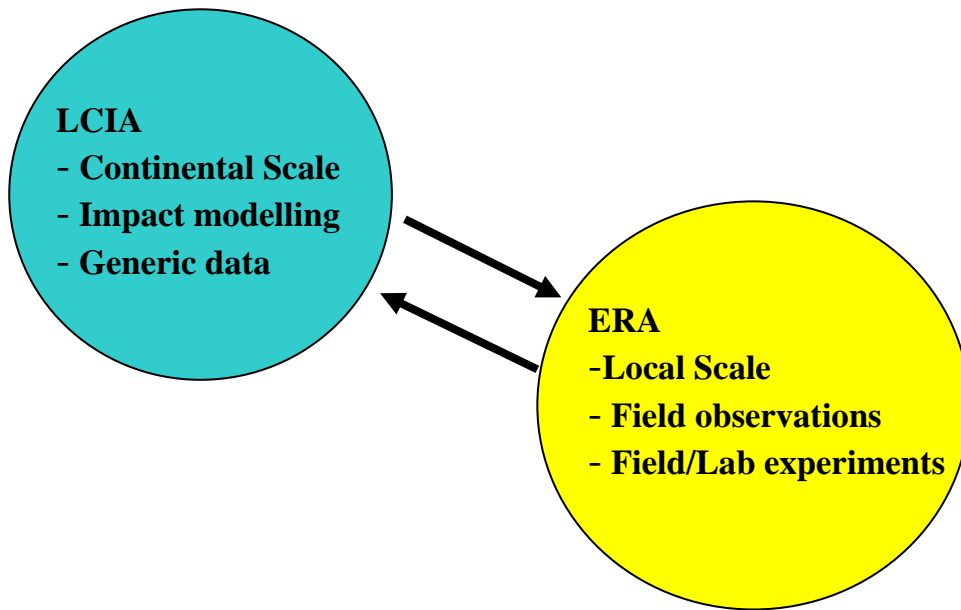 LCIA
- Continental Scale
- Impact modelling
- Generic data
ERA
-Local Scale
- Field observations
- Field/Lab experiments